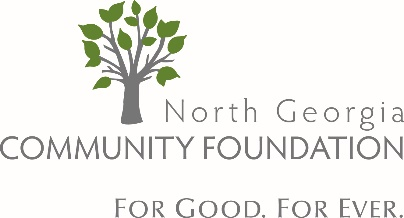 North Georgia
COMMUNITY FOUNDATION
FOR GOOD. FOR EVER.